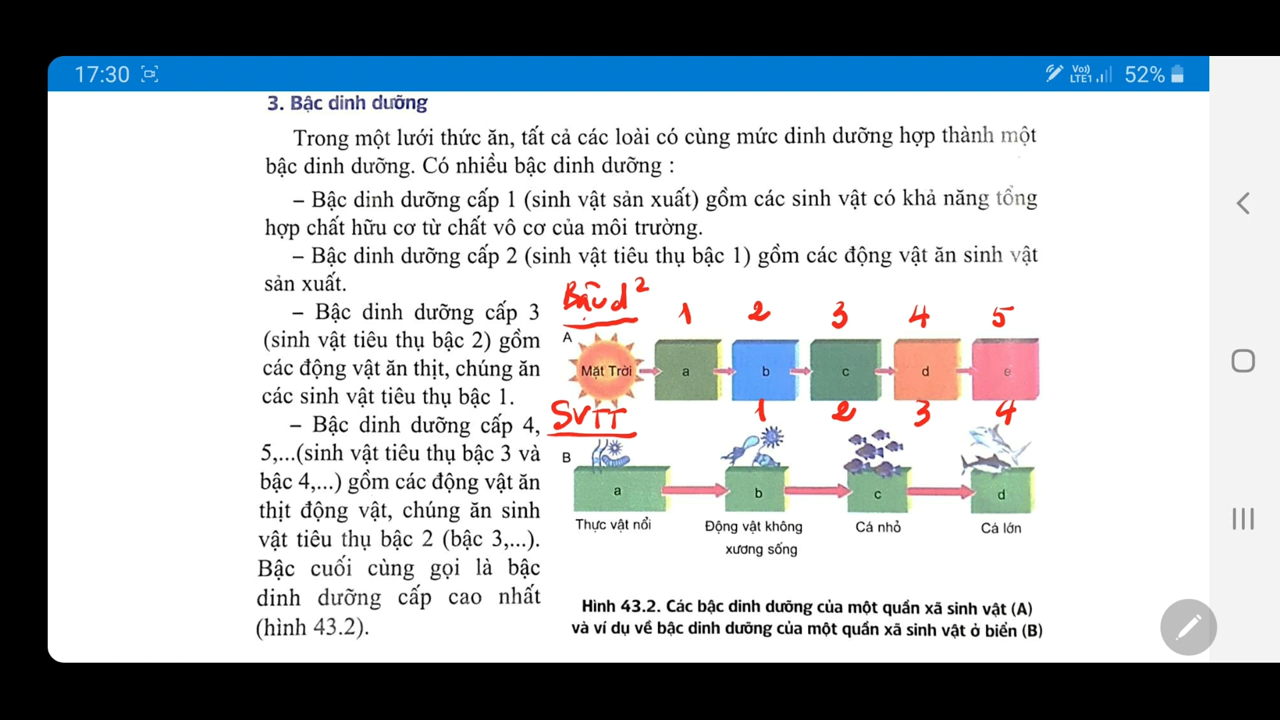 17:30
Vo)) LTE1 52%
3. Bậc dinh dưỡng
Trong một lưới thức ăn, tất cả các loài có cùng mức dinh dưỡng hợp thành một
bậc dinh dưỡng. Có nhiều bậc dinh dưỡng :
– Bậc dinh dưỡng cấp 1 (sinh vật sản xuất) gồm các sinh vật có khả năng tổng
hợp chất hữu cơ từ chất vô cơ của môi trường.
– Bậc dinh dưỡng cấp 2 (sinh vật tiêu thụ bậc 1) gồm các động vật ăn sinh vật
sản xuất.
– Bậc dinh dưỡng cấp 3
(sinh vật tiêu thụ bậc 2) gồm
các động vật ăn thịt, chúng ăn
các sinh vật tiêu thụ bậc 1.
– Bậc dinh dưỡng cấp 4,
5,...(sinh vật tiêu thụ bậc 3 và
bậc 4,...) gồm các động vật ăn
thịt động vật, chúng ăn sinh
vật tiêu thụ bậc 2 (bậc 3,...).
Bậc cuối cùng gọi là bậc
dinh dưỡng cấp cao nhất
(hình 43.2).
Bậc d² 1 2 3 4 5
A
Mặt Trời a b c d e
SVTT 1 2 3 4
B
a b c d
Thực vật nổi Động vật không Cá nhỏ Cá lớn
xương sống
Hình 43.2. Các bậc dinh dưỡng của một quần xã sinh vật (A)
và ví dụ về bậc dinh dưỡng của một quần xã sinh vật ở biển (B)